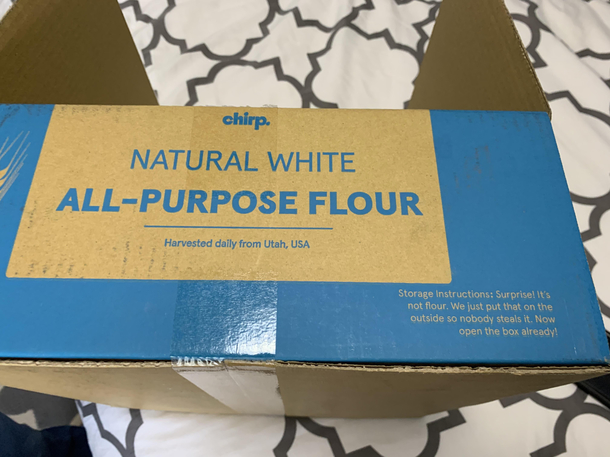 chirp.
NATURAL WHITE
ALL-PURPOSE FLOUR
Harvested daily from Utah, USA
Storage Instructions: Surprise! It's
not flour. We just put that on the
outside so nobody steals it. Now
open the box already!